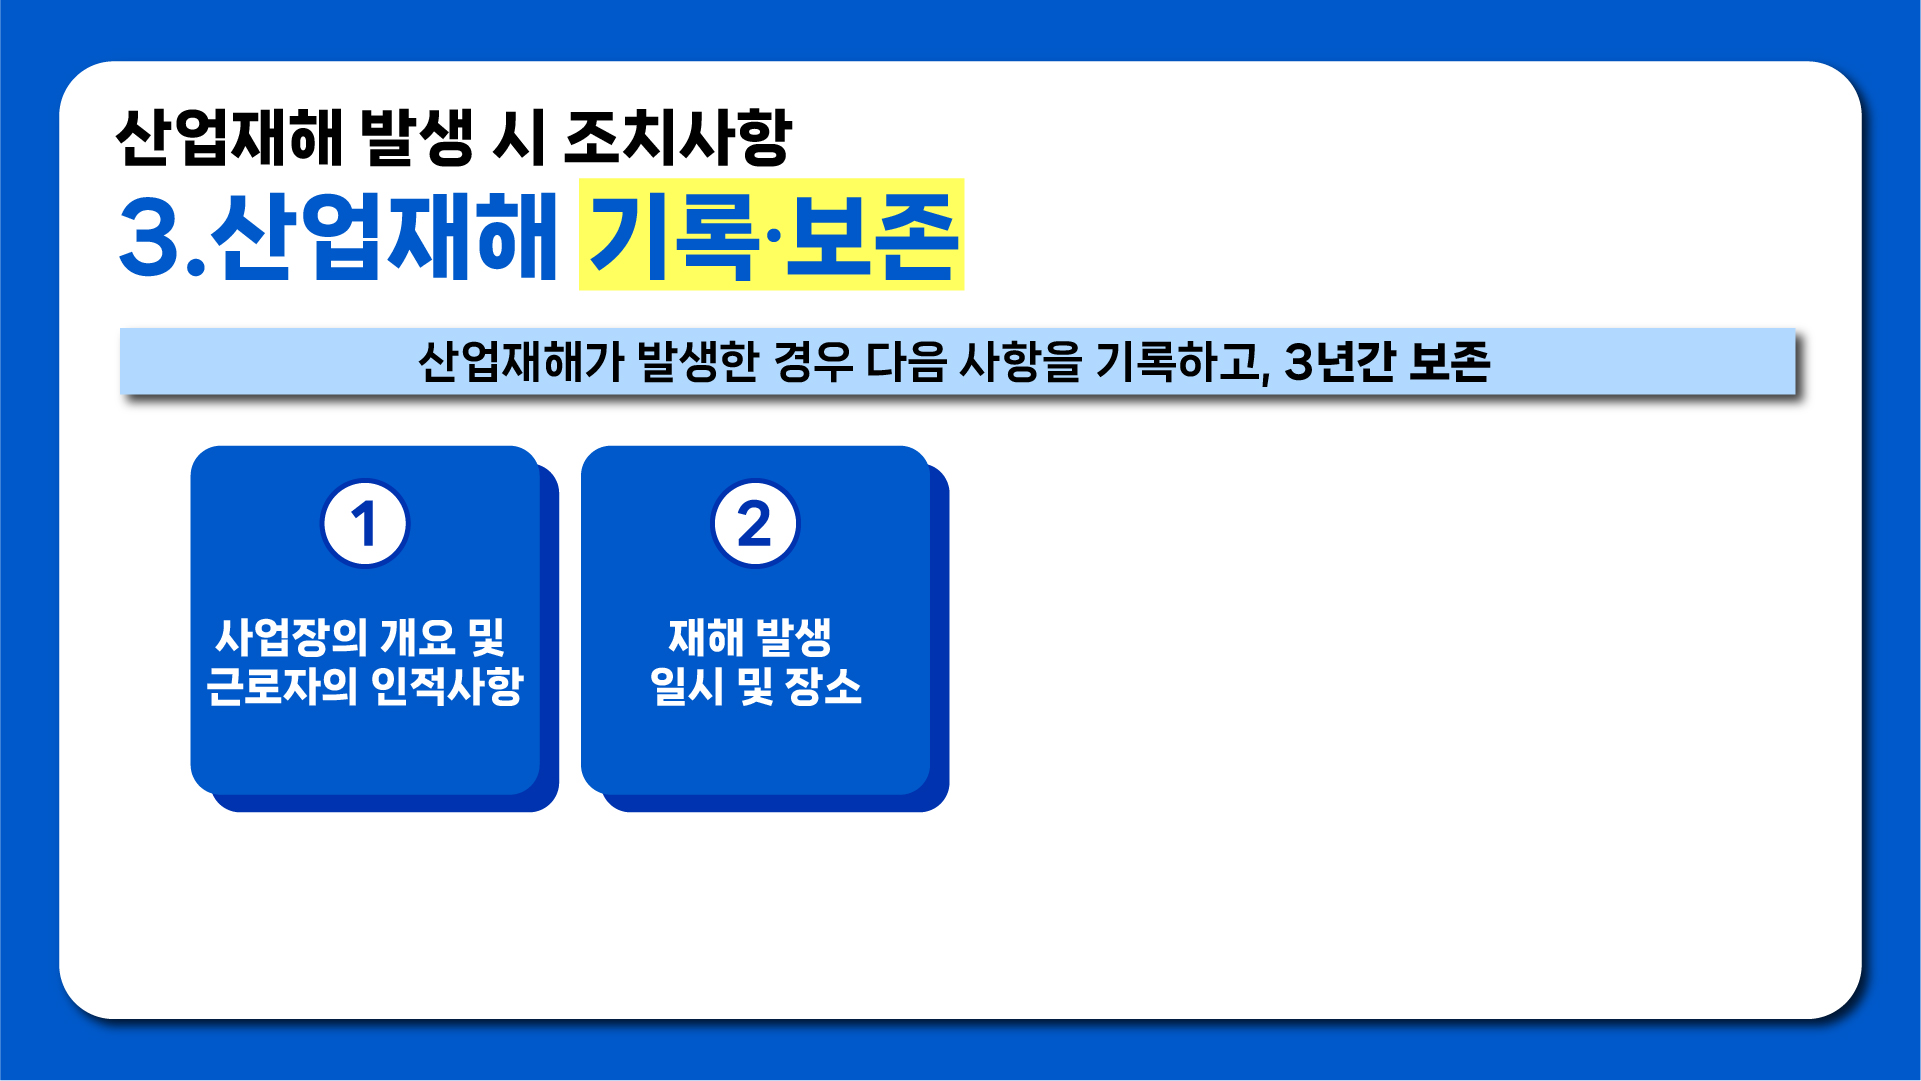 산업재해 발생 시 조치사항
3.산업재해 기록·보존
산업재해가 발생한 경우 다음 사항을 기록하고, 3년간 보존
1
사업장의 개요 및
근로자의 인적사항
2
재해 발생
일시 및 장소